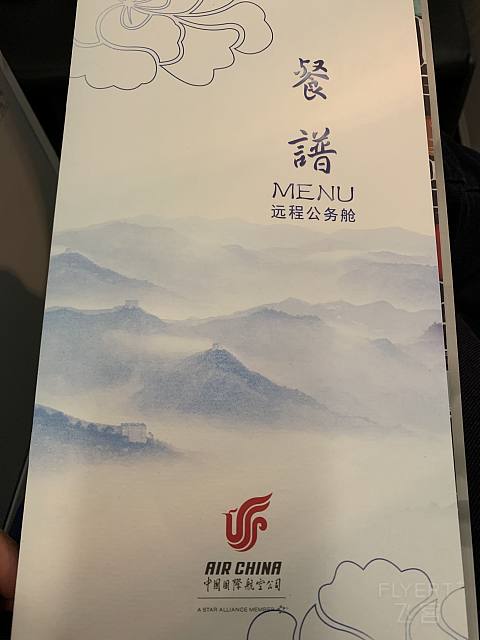 餐
譜
MENU
远程公务舱
AIR CHINA
中国国際航空公司
A STAR ALLIANCE MEMBER
FLYERT
飞客